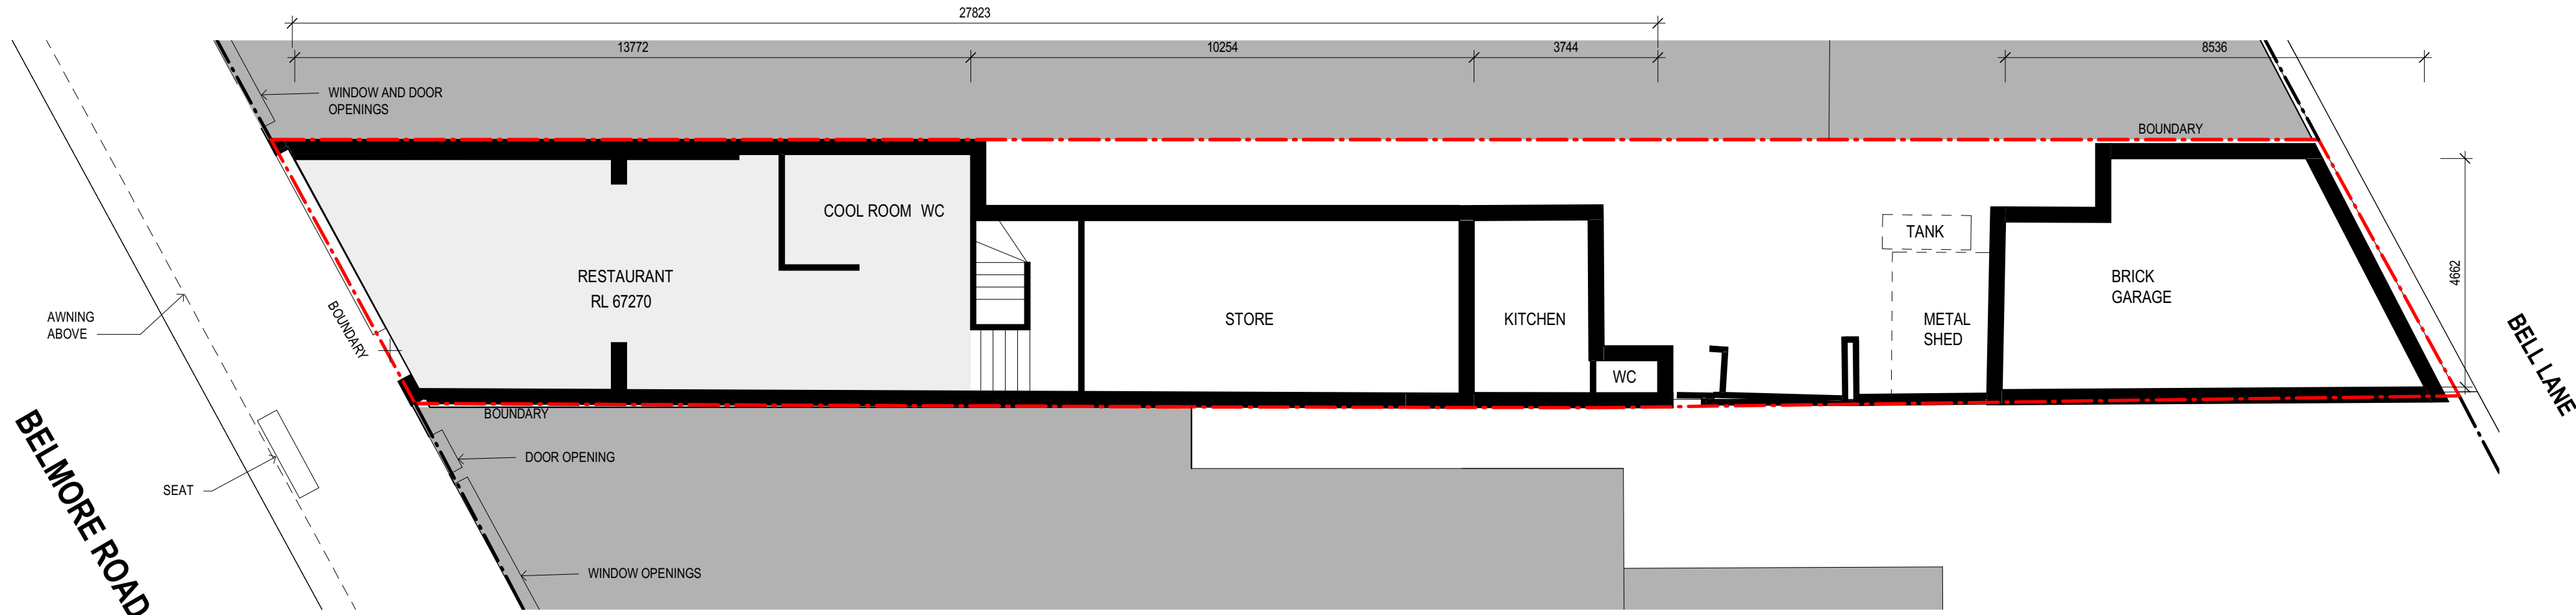 27823
13772
10254
3744
8536
WINDOW AND DOOR
OPENINGS
BOUNDARY
COOL ROOM WC
TANK
RESTAURANT
RL 67270
BRICK
GARAGE
4662
AWNING
ABOVE
BOUNDARY
STORE
KITCHEN
METAL
SHED
BELL LANE
WC
BOUNDARY
BELMORE ROAD
DOOR OPENING
SEAT
WINDOW OPENINGS